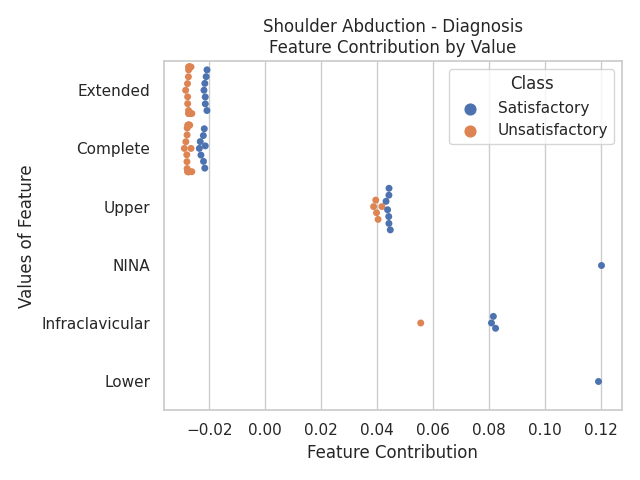 Shoulder Abduction - Diagnosis
Feature Contribution by Value
Class
Satisfactory
Unsatisfactory
Values of Feature
Extended
Complete
Upper
NINA
Infraclavicular
Lower
−0.02 0.00 0.02 0.04 0.06 0.08 0.10 0.12
Feature Contribution